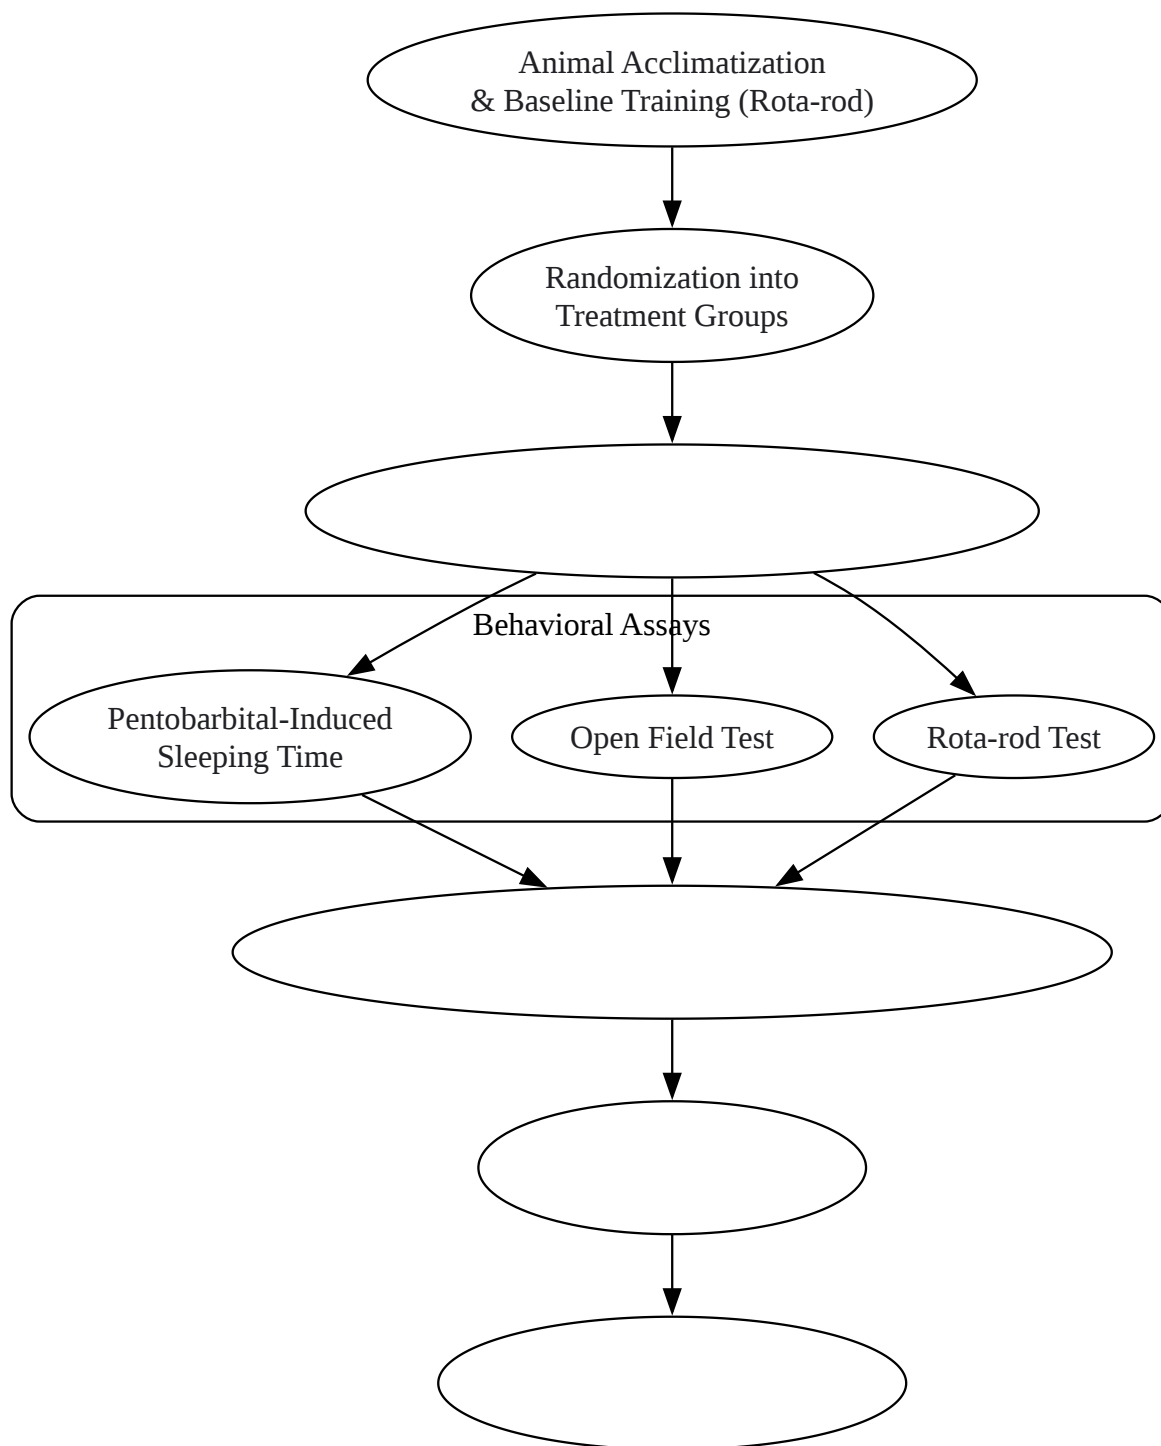 Animal Acclimatization
& Baseline Training (Rota-rod)
Randomization into
Treatment Groups
Behavioral Assays
Pentobarbital-Induced
Sleeping Time
Open Field Test
Rota-rod Test